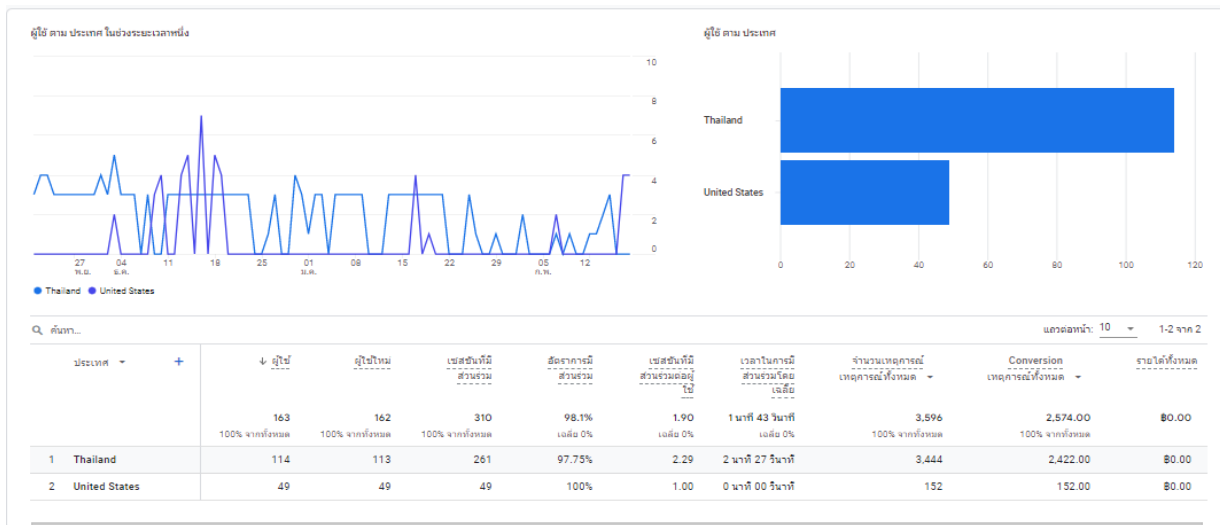 ผู้ใช้ ตาม ประเทศ ในช่วงระยะเวลาหนึ่ง
10
8
6
4
2
0
27 04 11 18 25 01 08 15 22 29 05 12
พ.ย. ธ.ค. ม.ค. ก.พ.
Thailand United States
ผู้ใช้ ตาม ประเทศ
Thailand
United States
0 20 40 60 80 100 120
ค้นหา... แถวต่อหน้า: 10 1-2 จาก 2
ประเทศ + ↓ ผู้ใช้ ผู้ใช้ใหม่ เซสชันที่มี อัตราการมี เซสชันที่มี เวลาในการมี จำนวนเหตุการณ์ Conversion รายได้ทั้งหมด
ส่วนร่วม ส่วนร่วม ส่วนร่วมต่อผู้ ส่วนร่วมโดย เหตุการณ์ทั้งหมด เหตุการณ์ทั้งหมด
ใช้ เฉลี่ย
163 162 310 98.1% 1.90 1 นาที 43 วินาที 3,596 2,574.00 ฿0.00
100% จากทั้งหมด 100% จากทั้งหมด 100% จากทั้งหมด เฉลี่ย 0% เฉลี่ย 0% เฉลี่ย 0% 100% จากทั้งหมด 100% จากทั้งหมด
1 Thailand 114 113 261 97.75% 2.29 2 นาที 27 วินาที 3,444 2,422.00 ฿0.00
2 United States 49 49 49 100% 1.00 0 นาที 00 วินาที 152 152.00 ฿0.00